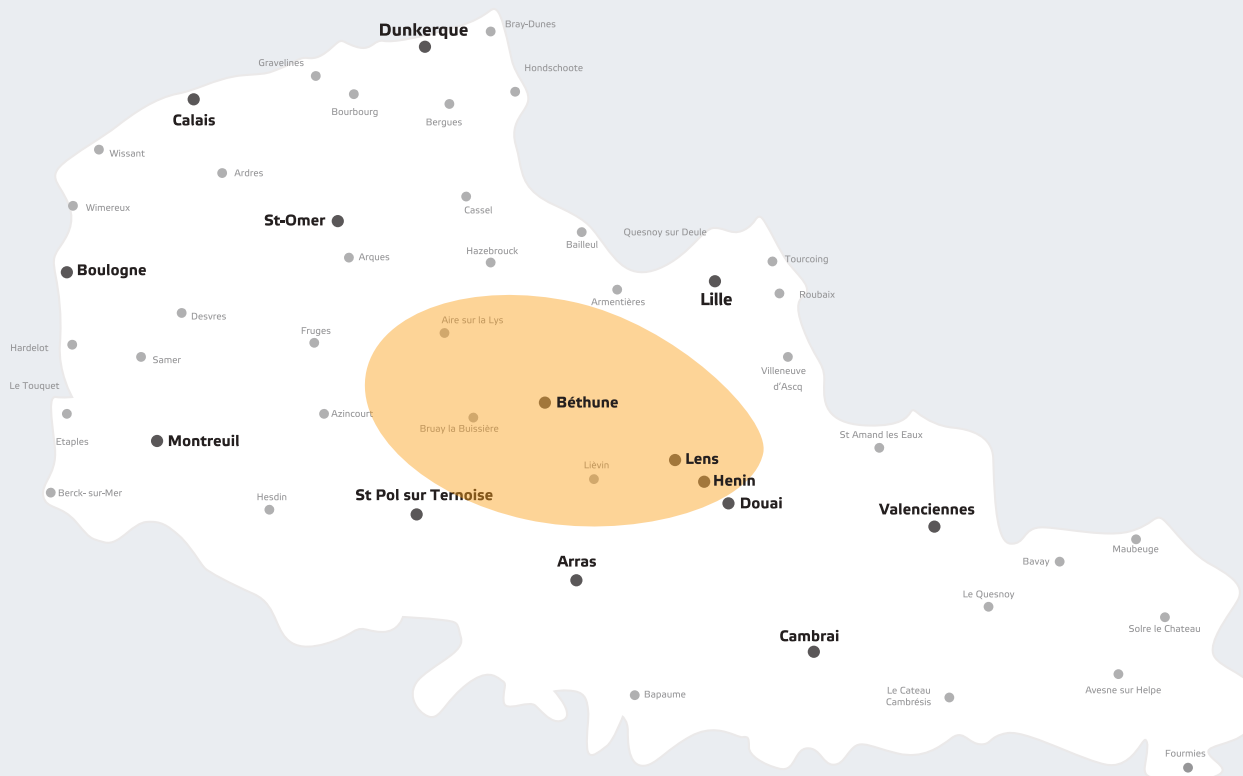 Bray-Dunes
Dunkerque
Gravelines
Hondschoote
Bourbourg
Calais
Bergues
Wissant
Ardres
Wimereux
Cassel
St-Omer
Quesnoy sur Deule
Bailleul
Hazebrouck
Arques
Tourcoing
Boulogne
Roubaix
Lille
Armentières
Desvres
Aire sur la Lys
Fruges
Hardelot
Samer
Villeneuve
d'Ascq
Le Touquet
Béthune
Azincourt
Bruay la Buissière
St Amand les Eaux
Etaples
Montreuil
Lens
Liévin
Henin
Berck- sur-Mer
Hesdin
St Pol sur Ternoise
Douai
Valenciennes
Maubeuge
Arras
Bavay
Le Quesnoy
Solre le Chateau
Cambrai
Bapaume
Le Cateau
Cambrésis
Avesne sur Helpe
Fourmies